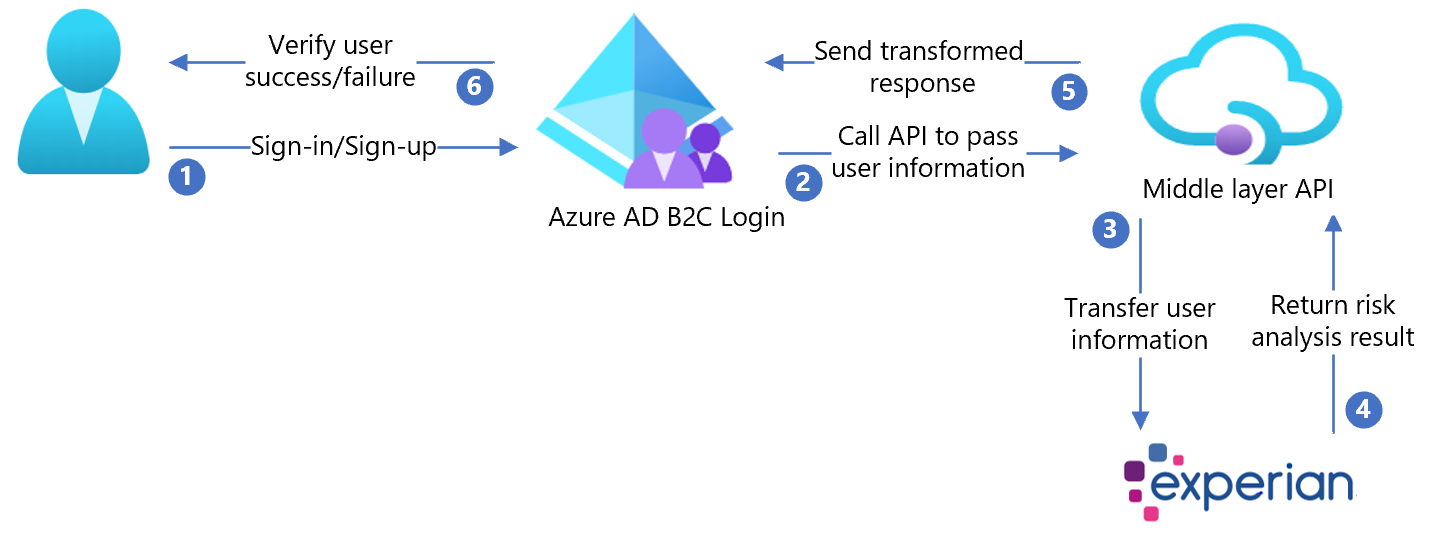 Verify user
success/failure
6
Sign-in/Sign-up
1
Azure AD B2C Login
Send transformed
response
5
Call API to pass
user information
2
Middle layer API
3
Transfer user
information
Return risk
analysis result
4
experian